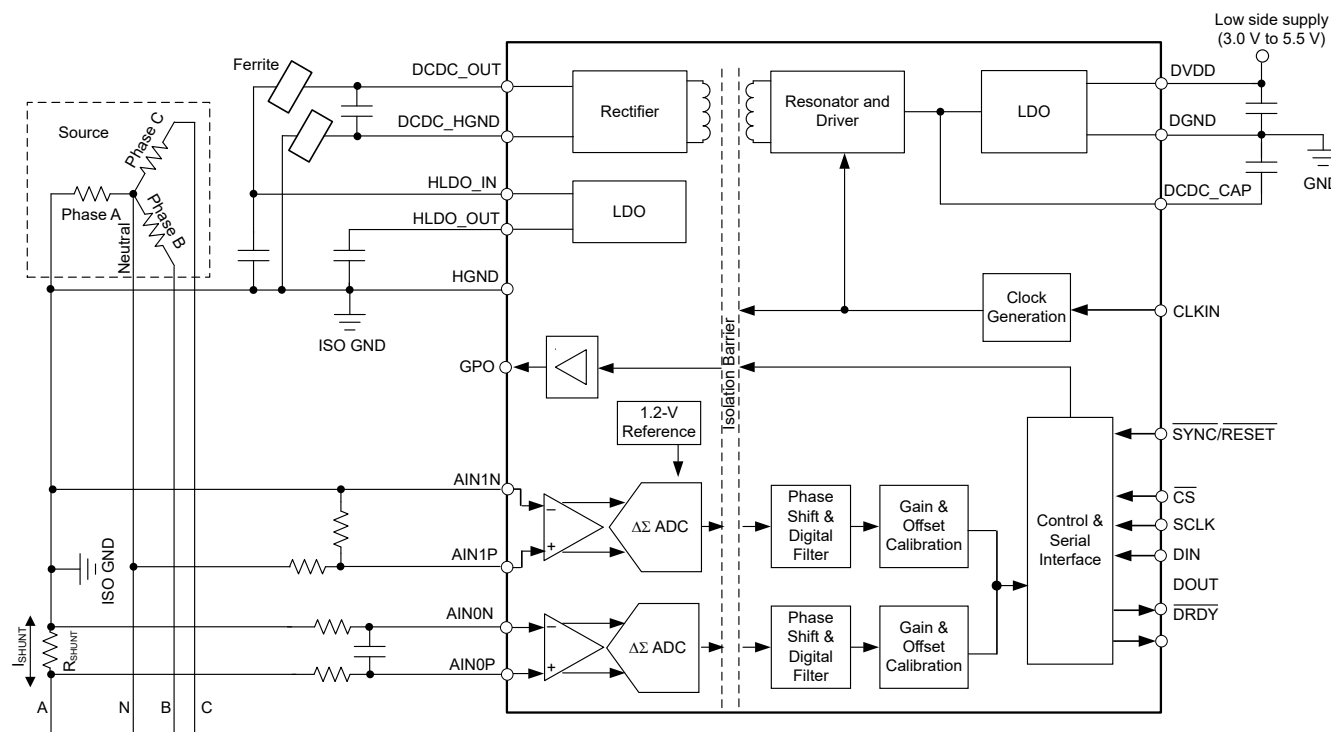 Low side supply
(3.0 V to 5.5 V)
Ferrite
DCDC_OUT
DVDD
Source
Phase C
Rectifier
Resonator and
Driver
LDO
DCDC_HGND
DGND
GND
Phase A
Phase B
Neutral
HLDO_IN
LDO
DCDC_CAP
HLDO_OUT
HGND
ISO GND
Clock
Generation
CLKIN
GPO
Isolation Barrier
1.2-V
Reference
SYNC/RESET
AIN1N
ΔΣ ADC
Phase
Shift &
Digital
Filter
Gain &
Offset
Calibration
Control &
Serial
Interface
CS
SCLK
DIN
AIN1P
ISO GND
DOUT
AIN0N
ΔΣ ADC
Phase
Shift &
Digital
Filter
Gain &
Offset
Calibration
DRDY
ISHUNT
RSHUNT
AIN0P
A
N
B
C